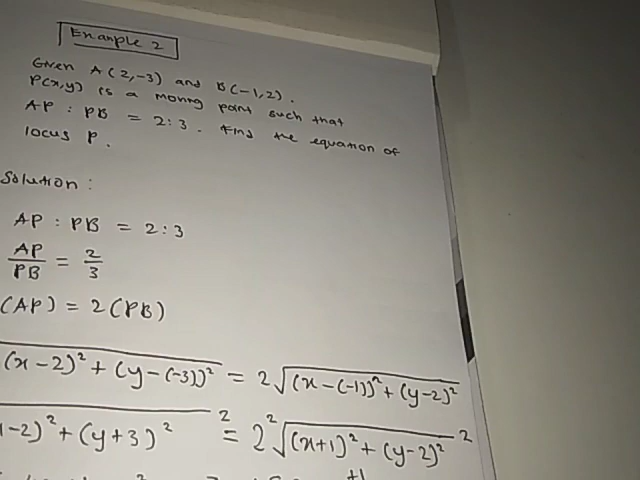 Example 2
Given A(2,-3) and B(-1,2).
P(x,y) is a moving point such that
AP : PB = 2:3. Find the equation of
locus P.
Solution :
AP : PB = 2:3
AP/PB = 2/3
(AP) = 2(PB)
(x-2)² + (y-(-3))² = 2√(x-(-1))² + (y-2)²
-2)² + (y+3)² ² = 2²√(x+1)² + (y-2)² ²